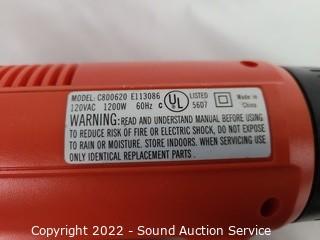 MODEL: C800620 E113086
120VAC 1200W 60Hz C UL LISTED 56D7 Made in China
WARNING: READ AND UNDERSTAND MANUAL BEFORE USING
TO REDUCE RISK OF FIRE OR ELECTRIC SHOCK, DO NOT EXPOSE
TO RAIN OR MOISTURE. STORE INDOORS. WHEN SERVICING USE
ONLY IDENTICAL REPLACEMENT PARTS.
Copyright 2022 - Sound Auction Service